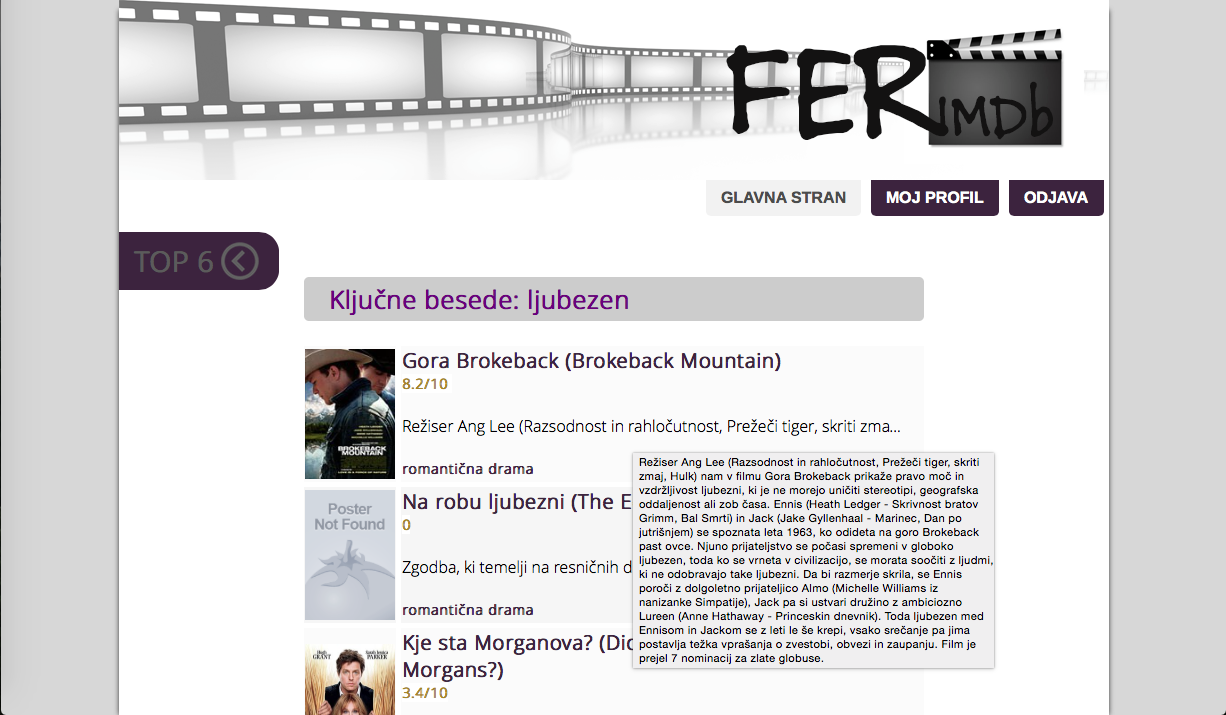 FER iMDb
GLAVNA STRAN
MOJ PROFIL
ODJAVA
TOP 6
Ključne besede: ljubezen
Gora Brokeback (Brokeback Mountain)
8.2/10
Režiser Ang Lee (Razsodnost in rahločutnost, Prežeči tiger, skriti zma...
romantična drama
BROKEBACK
MOUNTAIN
Režiser Ang Lee (Razsodnost in rahločutnost, Prežeči tiger, skriti
zmaj, Hulk) nam v filmu Gora Brokeback prikaže pravo moč in
vzdržljivost ljubezni, ki je ne morejo uničiti stereotipi, geografska
oddaljenost ali zob časa. Ennis (Heath Ledger - Skrivnost bratov
Grimm, Bal Smrti) in Jack (Jake Gyllenhaal - Marinec, Dan po
jutrišnjem) se spoznata leta 1963, ko odideta na goro Brokeback
past ovce. Njuno prijateljstvo se počasi spremeni v globoko
ljubezen, toda ko se vrneta v civilizacijo, se morata soočiti z ljudmi,
ki ne odobravajo take ljubezni. Da bi razmerje skrila, se Ennis
poroči z dolgoletno prijateljico Almo (Michelle Williams iz
nanizanke Simpatije), Jack pa si ustvari družino z ambiciozno
Lureen (Anne Hathaway - Princeskin dnevnik). Toda ljubezen med
Ennisom in Jackom se z leti le še krepi, vsako srečanje pa jima
postavlja težka vprašanja o zvestobi, obvezi in zaupanju. Film je
prejel 7 nominacij za zlate globuse.
Poster
Not Found
Na robu ljubezni (The E
0
Zgodba, ki temelji na resničnih d
romantična drama
Kje sta Morganova? (Did
Morgans?)
3.4/10
GRANT
PARKER